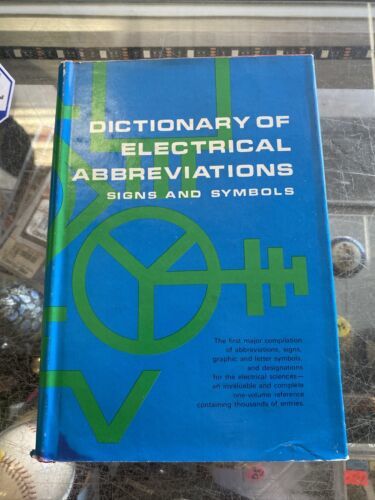 DICTIONARY OF
ELECTRICAL
ABBREVIATIONS
SIGNS AND SYMBOLS
The first major compilation
of abbreviations, signs,
graphic and letter symbols,
and designations
for the electrical sciences—
an invaluable and complete
one-volume reference
containing thousands of entries.